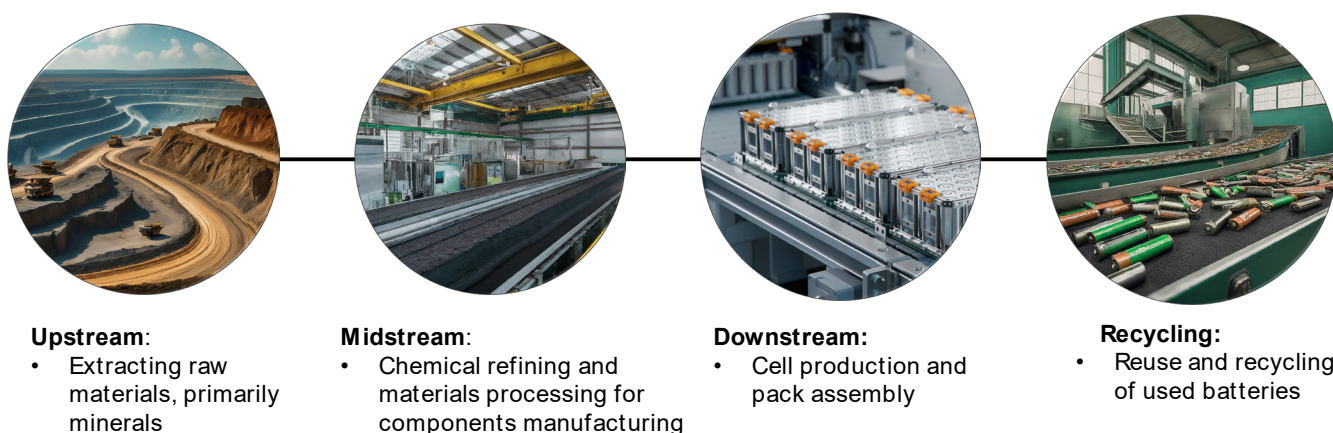 Upstream:
• Extracting raw
materials, primarily
minerals
Midstream:
• Chemical refining and
materials processing for
components manufacturing
Downstream:
• Cell production and
pack assembly
Recycling:
• Reuse and recycling
of used batteries